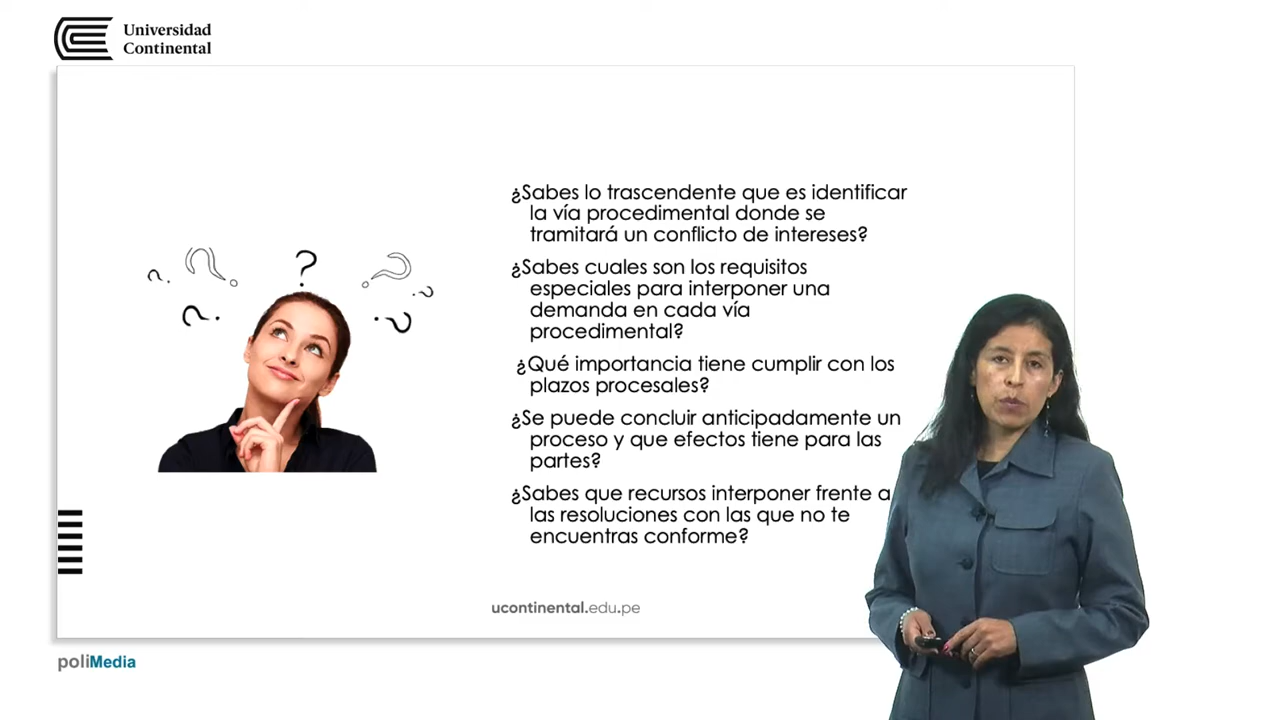 Universidad
Continental
¿Sabes lo trascendente que es identificar
la vía procedimental donde se
tramitará un conflicto de intereses?
¿Sabes cuales son los requisitos
especiales para interponer una
demanda en cada vía
procedimental?
¿Qué importancia tiene cumplir con los
plazos procesales?
¿Se puede concluir anticipadamente un
proceso y que efectos tiene para las
partes?
¿Sabes que recursos interponer frente a
las resoluciones con las que no te
encuentras conforme?
ucontinental.edu.pe
poliMedia